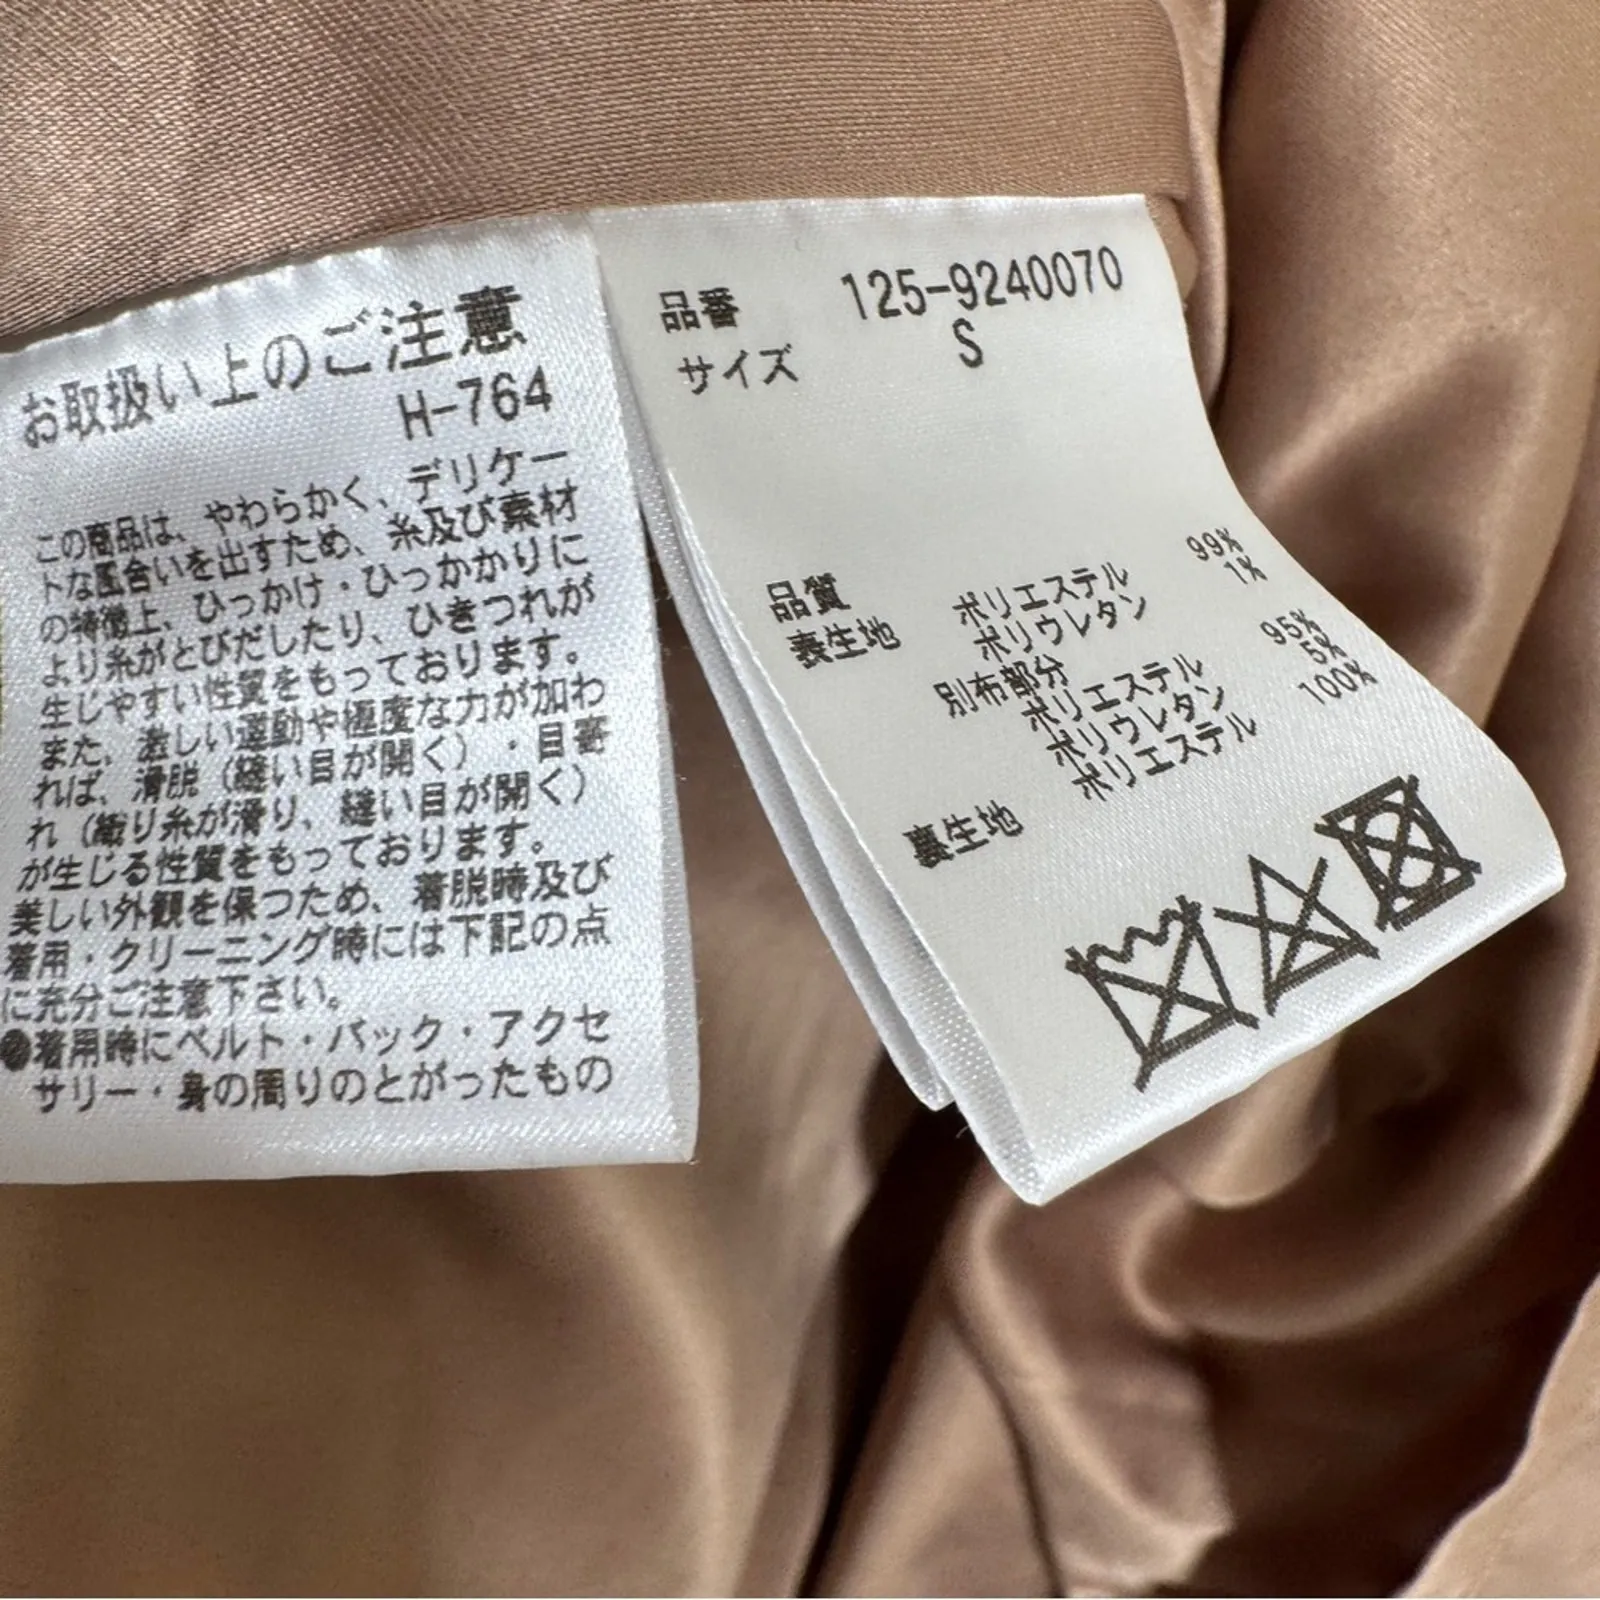 お取扱い上のご注意
H-764
この商品は、やわらかく、デリケー
トな風合いを出すため、糸及び素材
の特徴上、ひっかけ・ひっかかりに
より糸がとびだしたり、ひきつれが
生じやすい性質をもっております。
また、激しい運動や極度な力が加わ
れば、滑脱（縫い目が開く）・目寄
れ（織り糸が滑り、縫い目が開く）
が生じる性質をもっております。
美しい外観を保つため、着脱時及び
着用・クリーニング時には下記の点
に充分ご注意下さい。
●着用時にベルト・バック・アクセ
サリー・身の周りのとがったもの
品番 125-9240070
サイズ S
品質
表生地 ポリエステル 99%
ポリウレタン 1%
別布部分
ポリエステル 95%
ポリウレタン 5%
裏生地 ポリエステル 100%